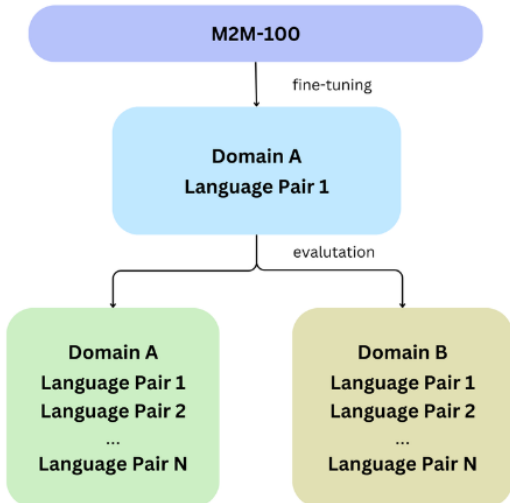 M2M-100
fine-tuning
Domain A
Language Pair 1
evalutation
Domain A
Language Pair 1
Language Pair 2
...
Language Pair N
Domain B
Language Pair 1
Language Pair 2
...
Language Pair N